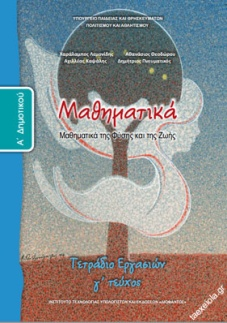 ΥΠΟΥΡΓΕΙΟ ΠΑΙΔΕΙΑΣ ΚΑΙ ΘΡΗΣΚΕΥΜΑΤΩΝ
ΠΟΛΙΤΙΣΜΟΥ ΚΑΙ ΑΘΛΗΤΙΣΜΟΥ
Χαράλαμπος Λεμονίδης Αθανάσιος Θεοδώρου
Αχιλλέας Καψάλης Δημήτριος Πνευματικός
Α΄ Δημοτικού
Μαθηματικά
Μαθηματικά της Φύσης και της Ζωής
Τετράδιο Εργασιών
γ΄ τεύχος
ΙΝΣΤΙΤΟΥΤΟ ΤΕΧΝΟΛΟΓΙΑΣ ΥΠΟΛΟΓΙΣΤΩΝ ΚΑΙ ΕΚΔΟΣΕΩΝ «ΔΙΟΦΑΝΤΟΣ»
taexeiola.gr